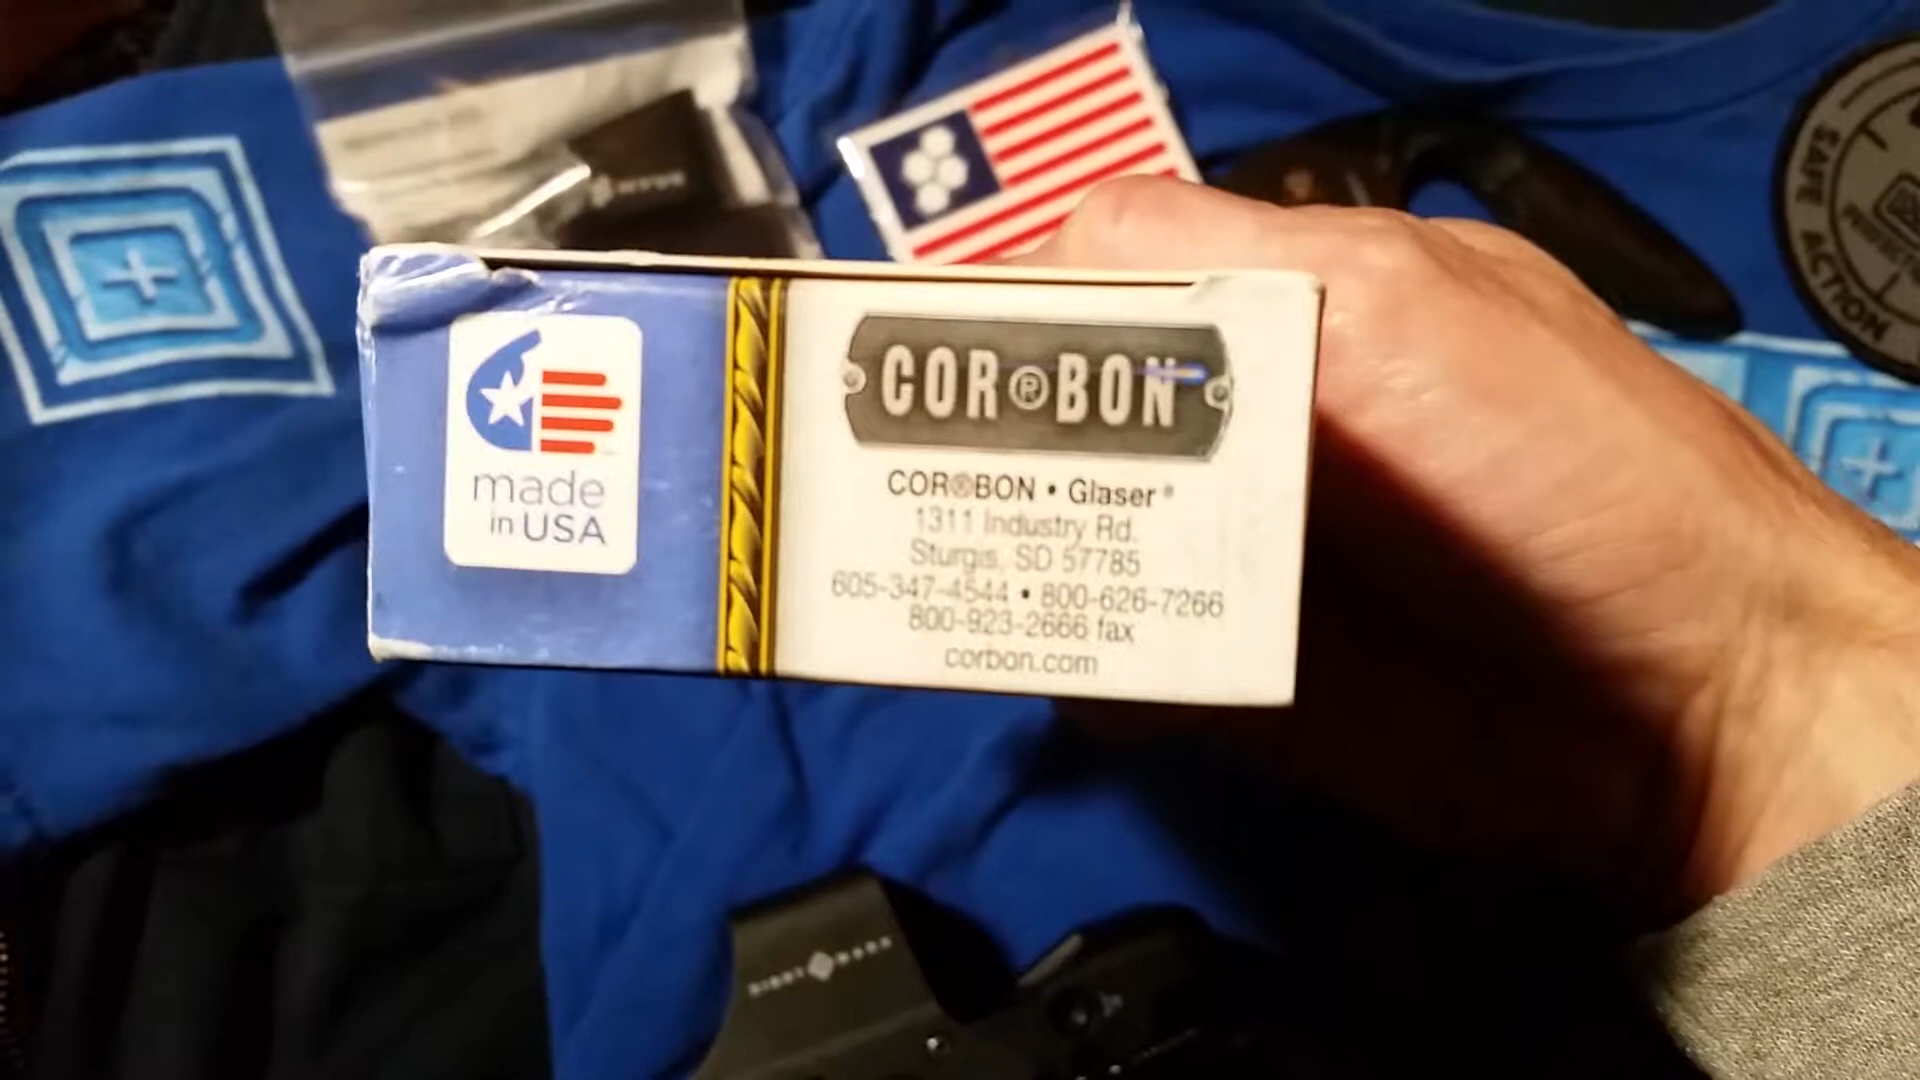 made
in USA
COR®BON
COR®BON • Glaser®
1311 Industry Rd.
Sturgis, SD 57785
605-347-4544 • 800-626-7266
800-923-2666 fax
corbon.com
SAFE ACTION
SIGHTMARK